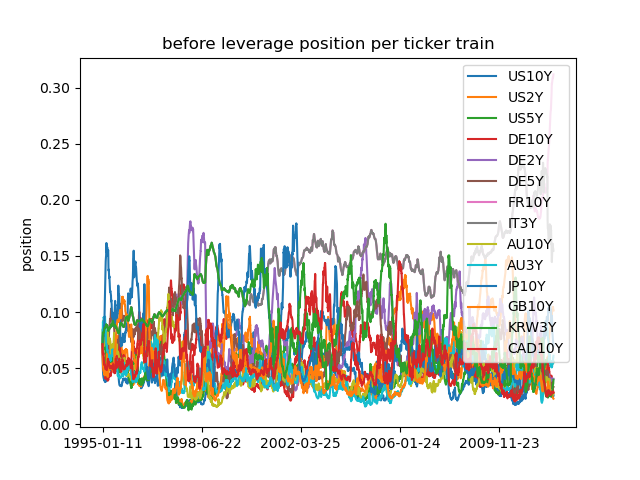 before leverage position per ticker train
position
0.30
0.25
0.20
0.15
0.10
0.05
0.00
1995-01-11
1998-06-22
2002-03-25
2006-01-24
2009-11-23
US10Y
US2Y
US5Y
DE10Y
DE2Y
DE5Y
FR10Y
IT3Y
AU10Y
AU3Y
JP10Y
GB10Y
KRW3Y
CAD10Y